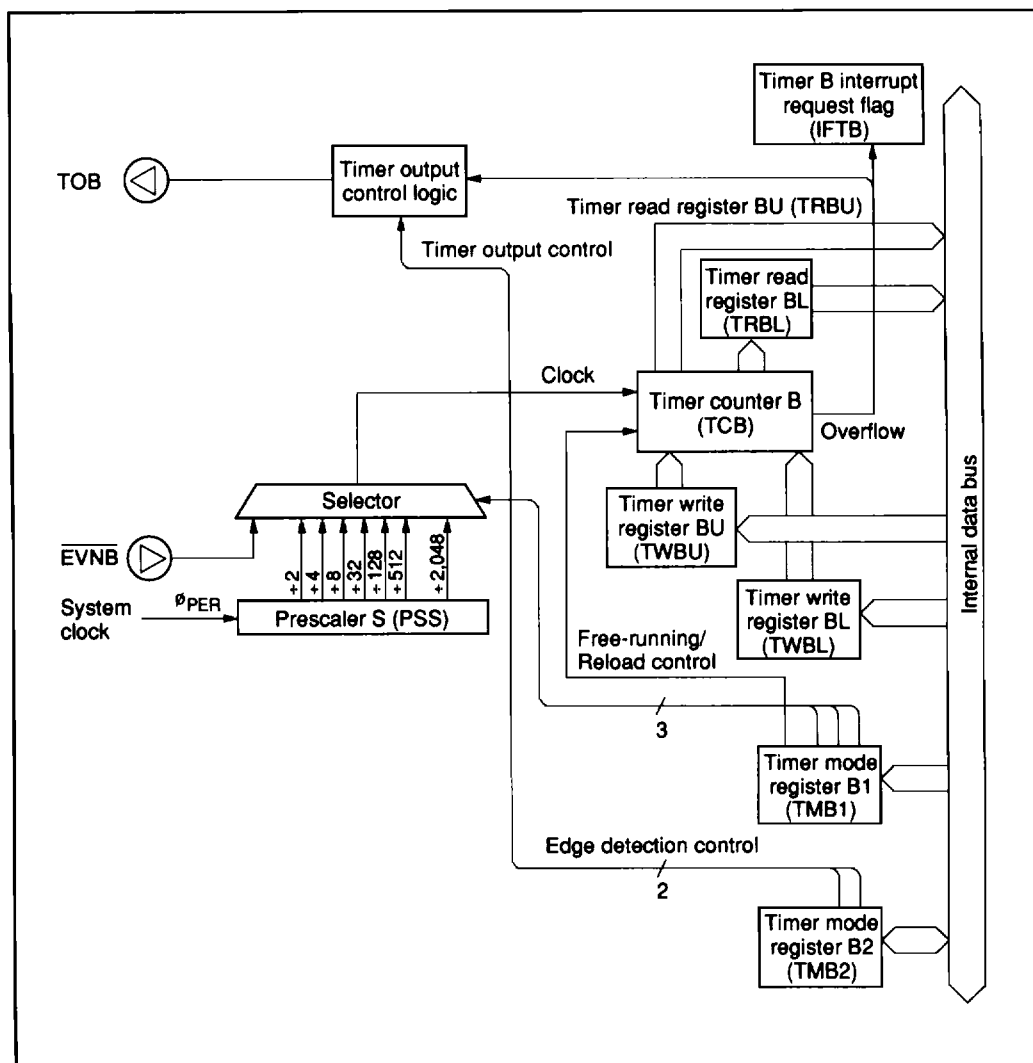 Timer B interrupt
request flag
(IFTB)
TOB
Timer output
control logic
Timer read register BU (TRBU)
Timer output control
Timer read
register BL
(TRBL)
Clock
Timer counter B
(TCB)
Overflow
Selector
Timer write
register BU
(TWBU)
EVNB
÷2
÷4
÷8
÷32
÷128
÷512
÷2,048
System
clock
øPER
Prescaler S (PSS)
Timer write
register BL
(TWBL)
Free-running/
Reload control
3
Timer mode
register B1
(TMB1)
Edge detection control
2
Timer mode
register B2
(TMB2)
Internal data bus